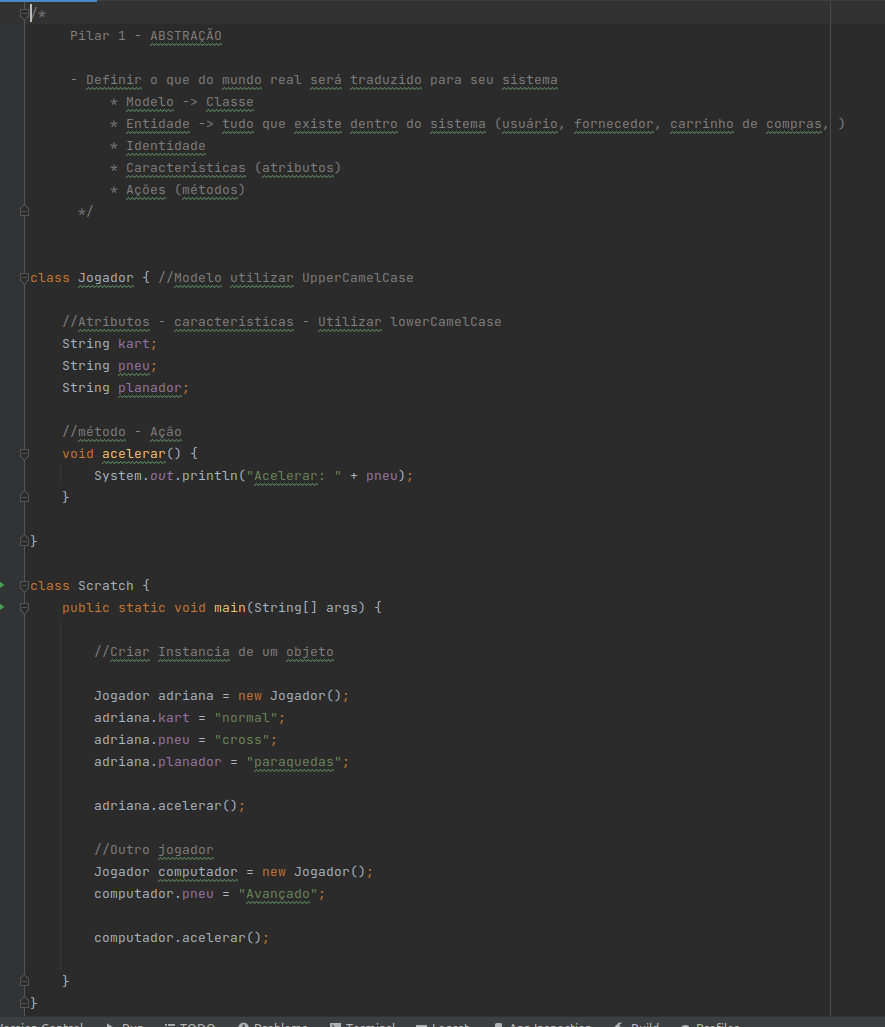 /*
Pilar 1 - ABSTRAÇÃO
- Definir o que do mundo real será traduzido para seu sistema
* Modelo -> Classe
* Entidade -> tudo que existe dentro do sistema (usuário, fornecedor, carrinho de compras, )
* Identidade
* Características (atributos)
* Ações (métodos)
*/
class Jogador { //Modelo utilizar UpperCamelCase
//Atributos - características - Utilizar lowerCamelCase
String kart;
String pneu;
String planador;
//método - Ação
void acelerar() {
System.out.println("Acelerar: " + pneu);
}
}
class Scratch {
public static void main(String[] args) {
//Criar Instancia de um objeto
Jogador adriana = new Jogador();
adriana.kart = "normal";
adriana.pneu = "cross";
adriana.planador = "paraquedas";
adriana.acelerar();
//Outro jogador
Jogador computador = new Jogador();
computador.pneu = "Avançado";
computador.acelerar();
}
}